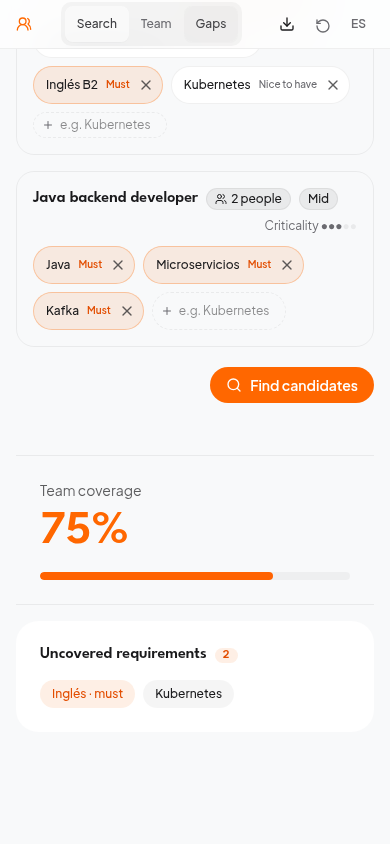 Search Team Gaps ES
Inglés B2 Must Kubernetes Nice to have
e.g. Kubernetes
Java backend developer 2 people Mid
Criticality
Java Must Microservicios Must
Kafka Must e.g. Kubernetes
Find candidates
Team coverage
75%
Uncovered requirements 2
Inglés · must Kubernetes